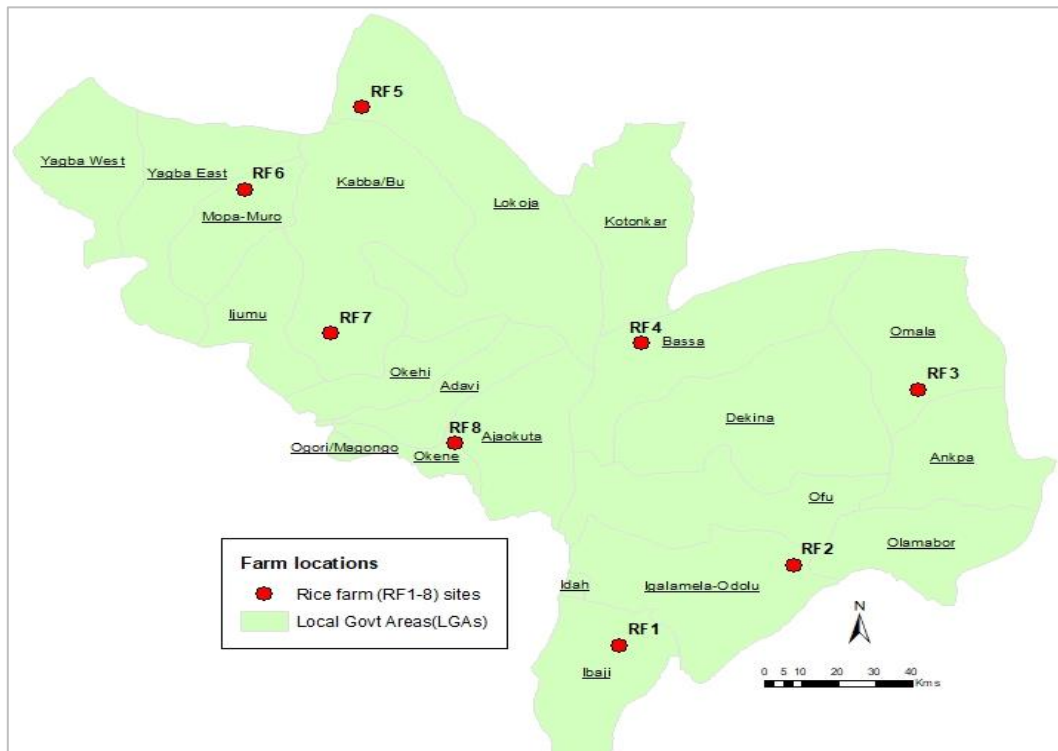 RF5
Yagba West
Yagba East
RF6
Kabba/Bu
Mopa-Muro
Lokoja
Kotonkar
Ijumu
RF7
RF4
Bassa
Omala
RF3
Okehi
Adavi
Dekina
RF8
Ajaokuta
Ogori/Magongo
Okene
Ankpa
Ofu
Olamabor
RF2
Idah
Igalamela-Odolu
RF1
Ibaji
Farm locations
Rice farm (RF1-8) sites
Local Govt Areas(LGAs)
N
0 5 10 20 30 40
Kms